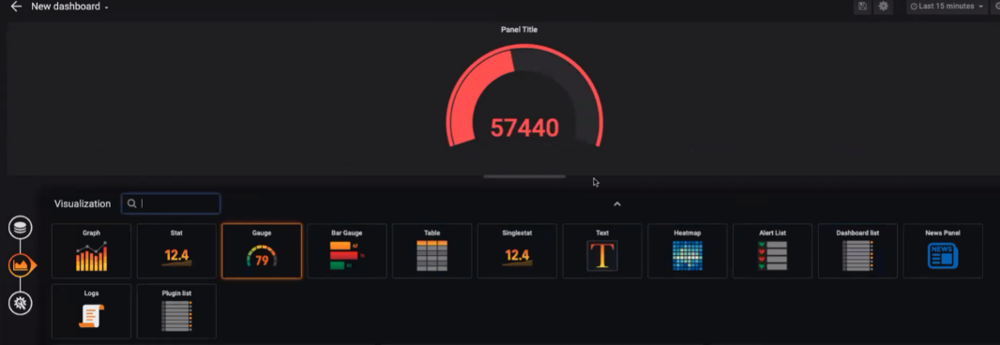 New dashboard
Last 15 minutes
Panel Title
57440
Visualization
Graph
Stat
Gauge
Bar Gauge
Table
Singlestat
Text
Heatmap
Alert List
Dashboard list
News Panel
12.4
79
12.4
T
NEWS
Logs
Plugin list